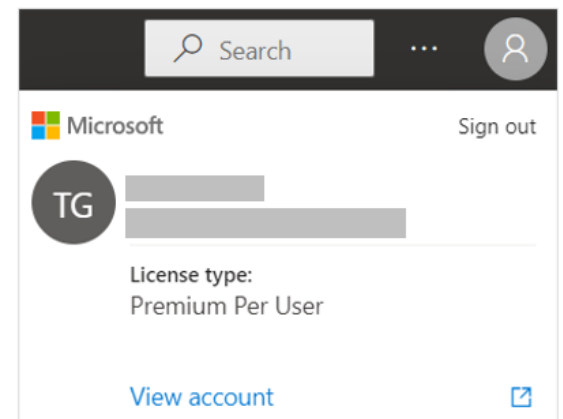 Search
...
Microsoft
Sign out
TG
License type:
Premium Per User
View account